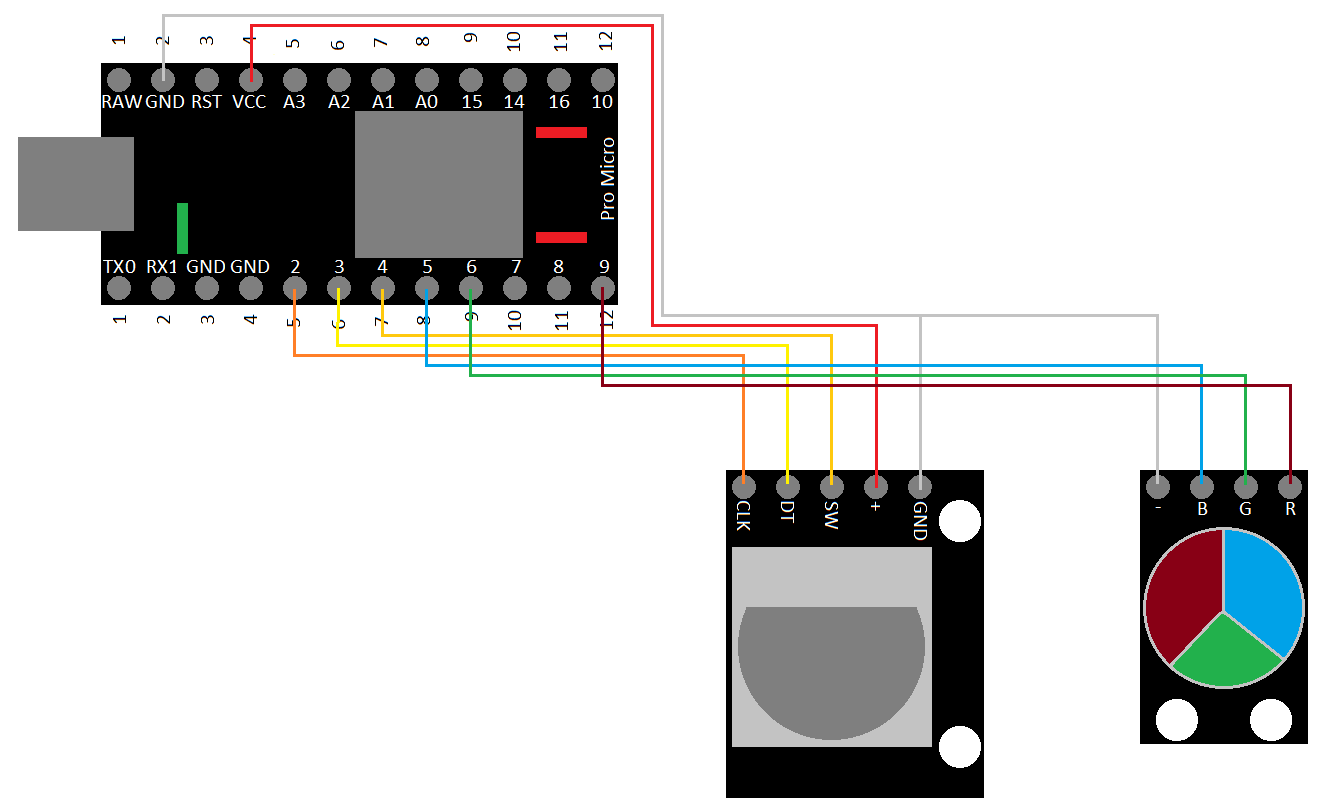 1 2 3 4 5 6 7 8 9 10 11 12
RAW GND RST VCC A3 A2 A1 A0 15 14 16 10
Pro Micro
TX0 RX1 GND GND 2 3 4 5 6 7 8 9
1 2 3 4 5 6 7 8 9 10 11 12
CLK DT SW + GND
- B G R